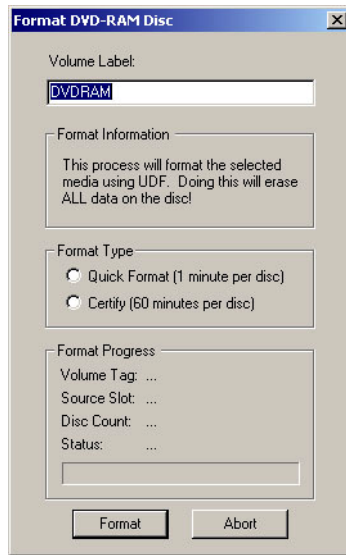 Format DVD-RAM Disc
Volume Label:
DVDRAM
Format Information
This process will format the selected
media using UDF. Doing this will erase
ALL data on the disc!
Format Type
Quick Format (1 minute per disc)
Certify (60 minutes per disc)
Format Progress
Volume Tag: ...
Source Slot: ...
Disc Count: ...
Status: ...
Format Abort